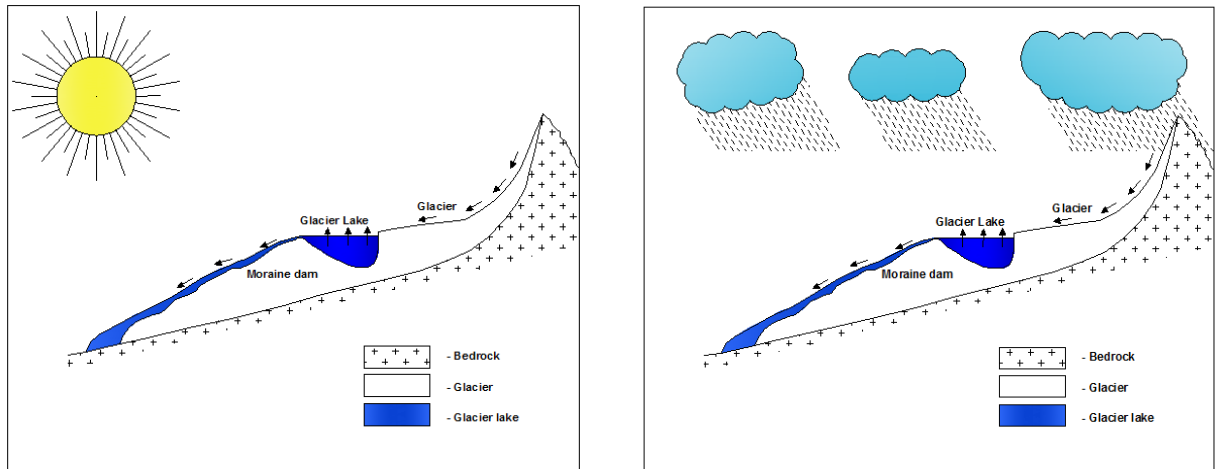 Glacier
Glacier Lake
Moraine dam
- Bedrock
- Glacier
- Glacier lake
Glacier
Glacier Lake
Moraine dam
- Bedrock
- Glacier
- Glacier lake